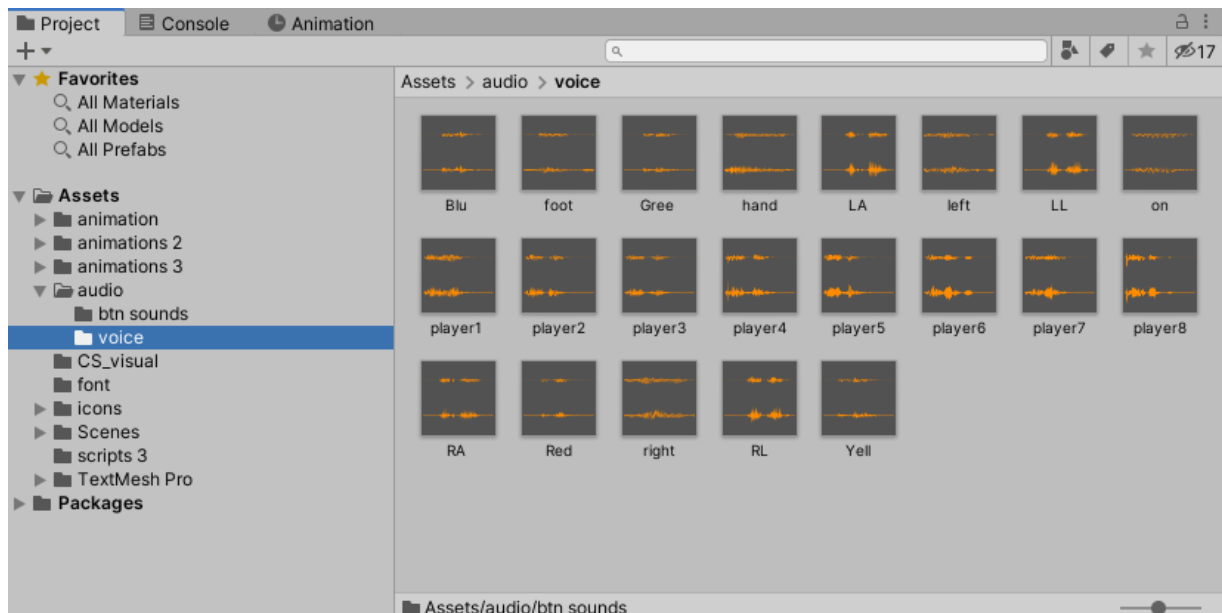 Project Console Animation
17
Favorites
All Materials
All Models
All Prefabs
Assets
animation
animations 2
animations 3
audio
btn sounds
voice
CS_visual
font
icons
Scenes
scripts 3
TextMesh Pro
Packages
Assets > audio > voice
Blu foot Gree hand LA left LL on
player1 player2 player3 player4 player5 player6 player7 player8
RA Red right RL Yell
Assets/audio/btn sounds